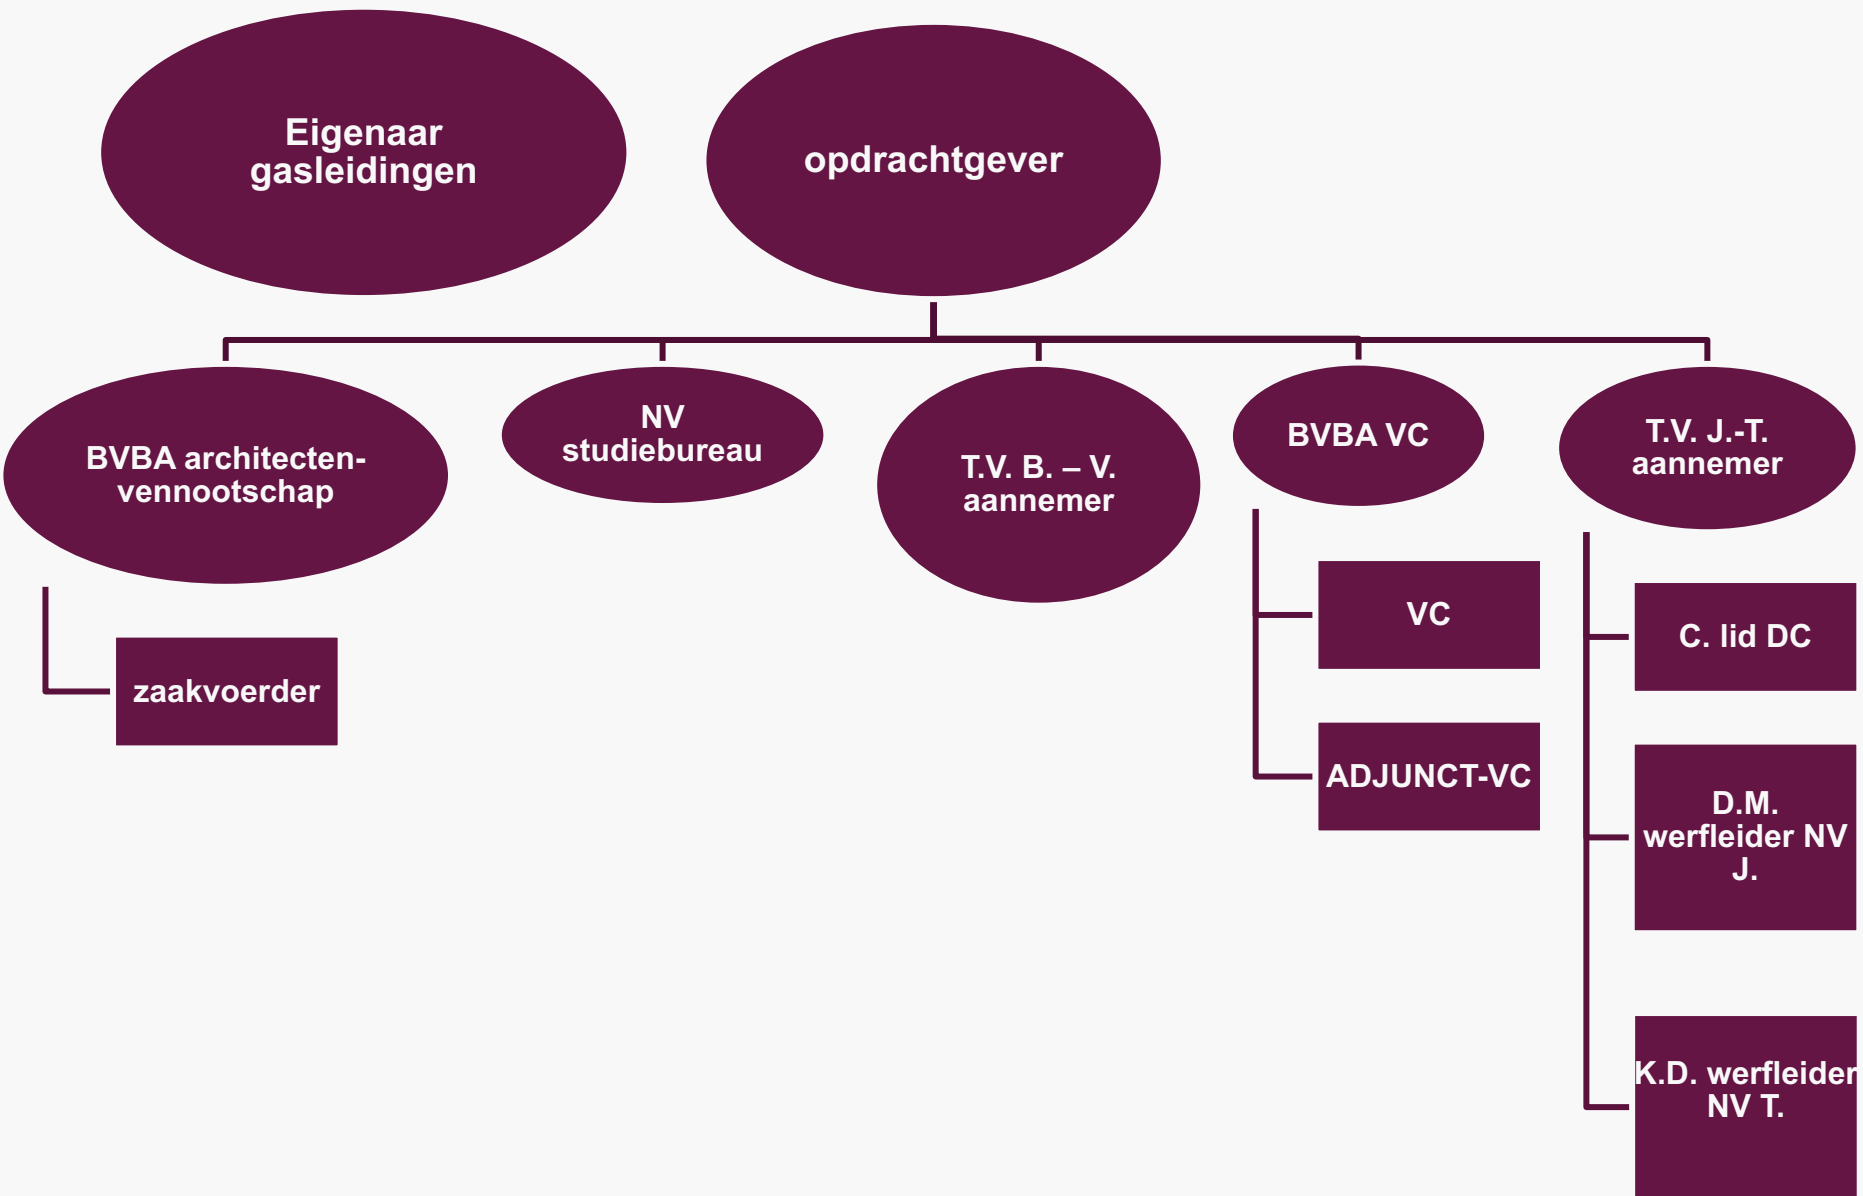 Eigenaar
gasleidingen
opdrachtgever
BVBA architecten-
vennootschap
NV
studiebureau
T.V. B. – V.
aannemer
BVBA VC
T.V. J.-T.
aannemer
zaakvoerder
VC
ADJUNCT-VC
C. lid DC
D.M.
werfleider NV
J.
K.D. werfleider
NV T.